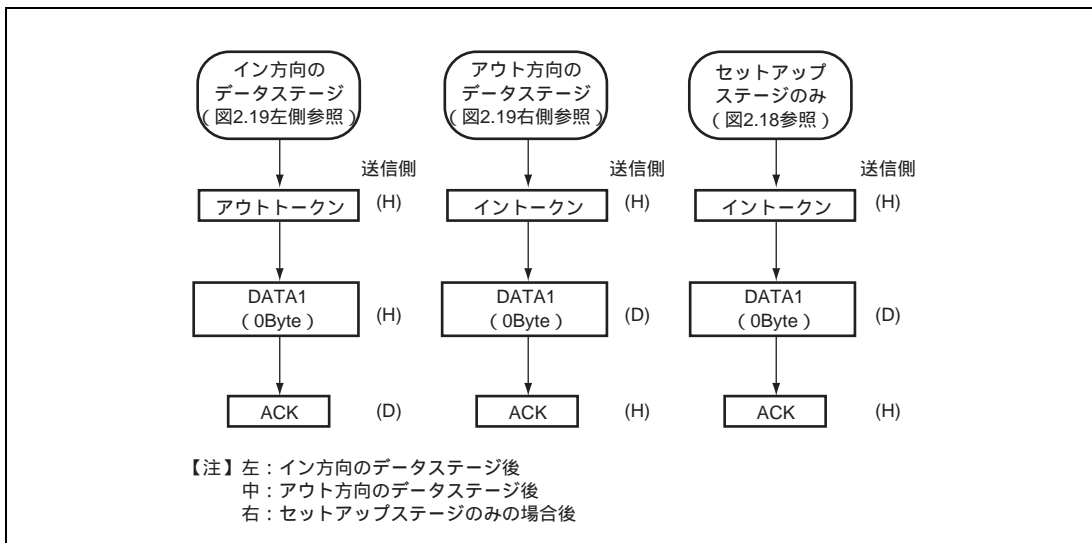 イン方向の
データステージ
（図2.19左側参照）
アウト方向の
データステージ
（図2.19右側参照）
セットアップ
ステージのみ
（図2.18参照）
送信側
送信側
送信側
アウトトークン
(H)
イントークン
(H)
イントークン
(H)
DATA1
（0Byte）
(H)
DATA1
（0Byte）
(D)
DATA1
（0Byte）
(D)
ACK
(D)
ACK
(H)
ACK
(H)
【注】左：イン方向のデータステージ後
中：アウト方向のデータステージ後
右：セットアップステージのみの場合後